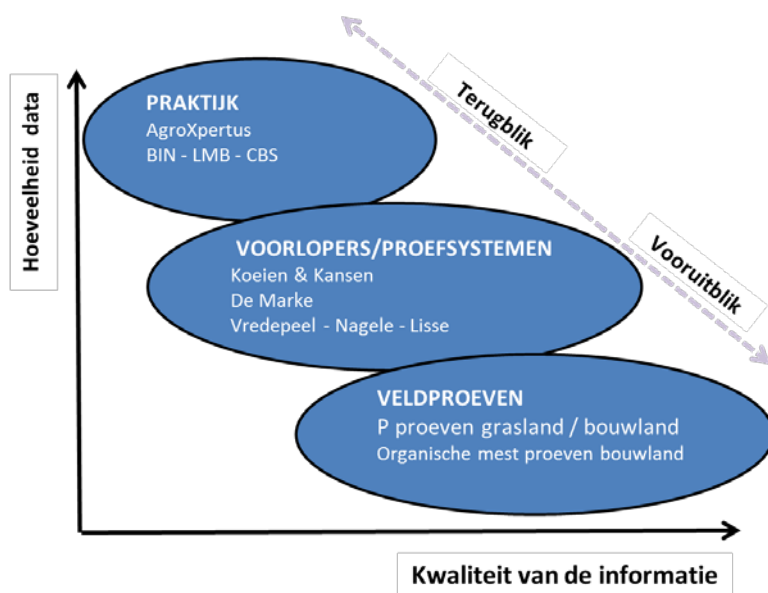 Hoeveelheid data
PRAKTIJK
AgroXpertus
BIN - LMB - CBS
Terugblik
Vooruitblik
VOORLOPERS/PROEFSYSTEMEN
Koeien & Kansen
De Marke
Vredepeel - Nagele - Lisse
VELDPROEVEN
P proeven grasland / bouwland
Organische mest proeven bouwland
Kwaliteit van de informatie